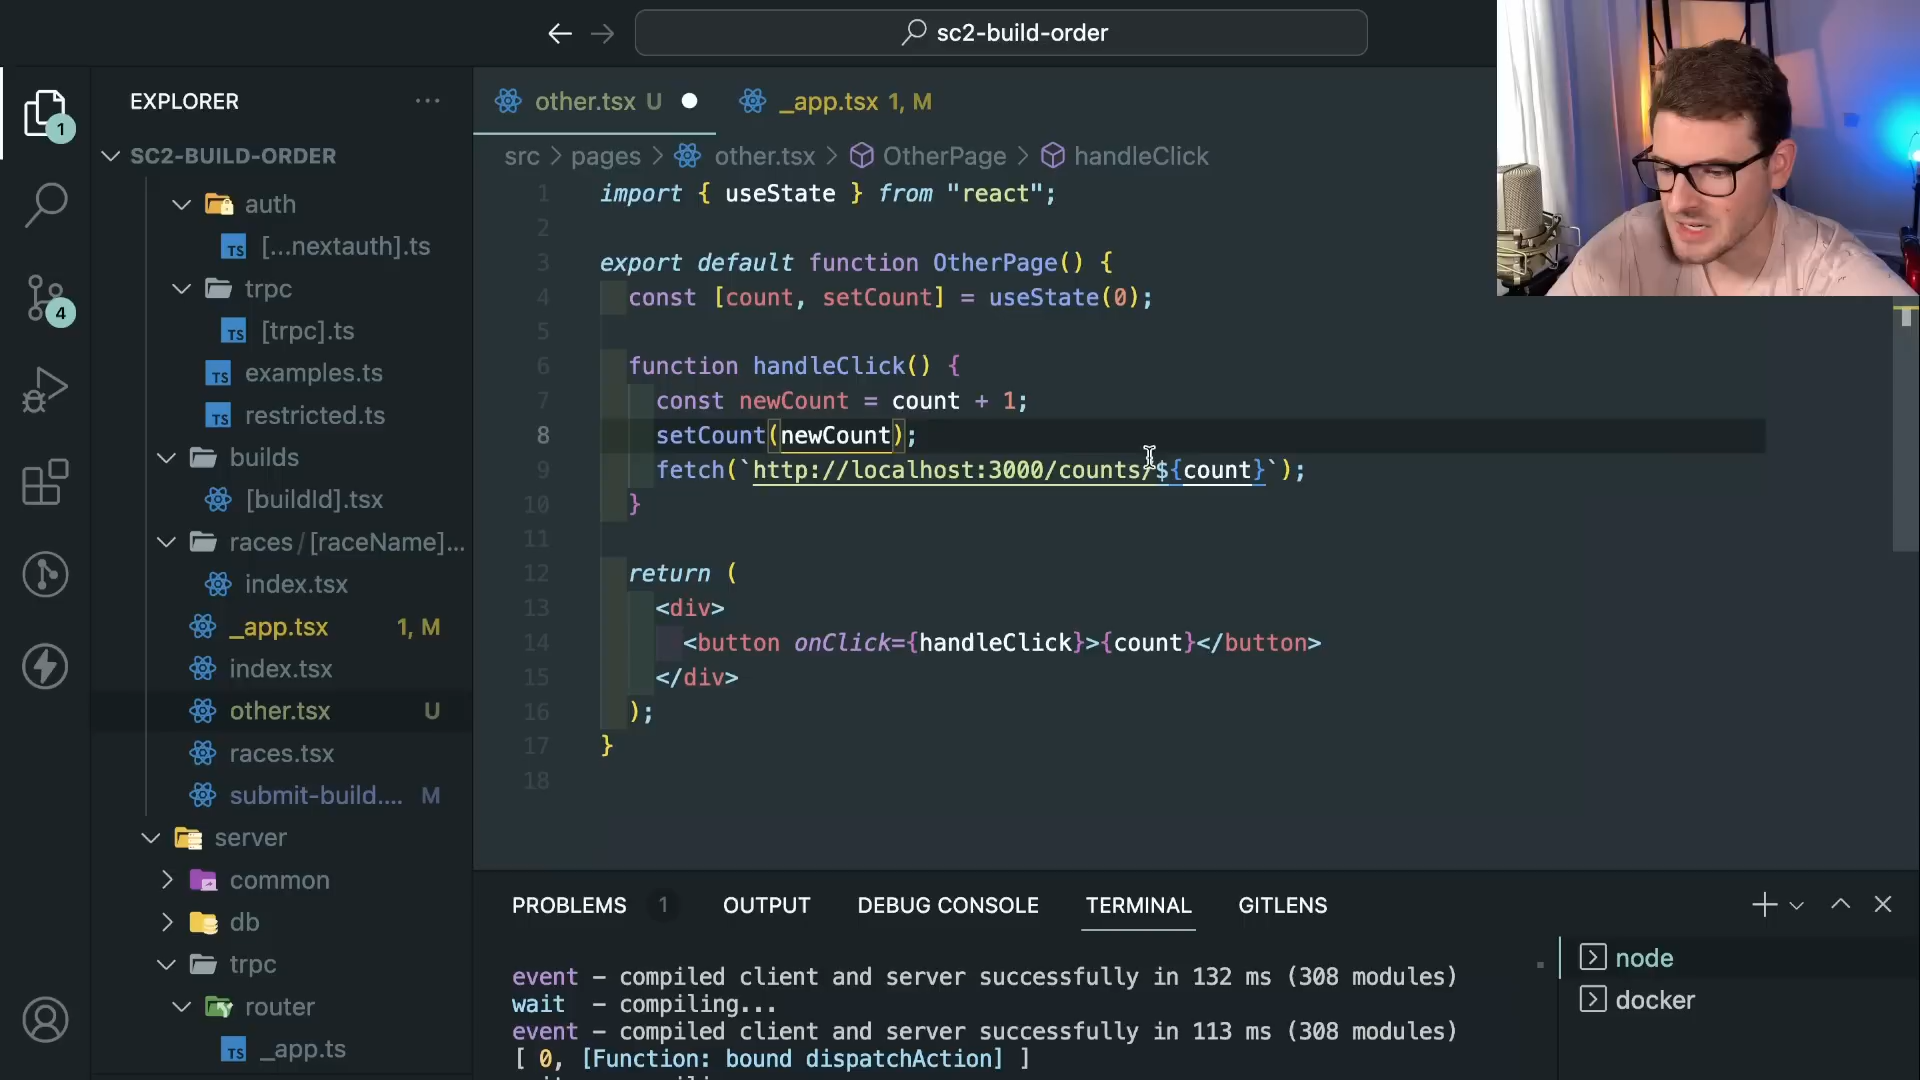 sc2-build-order
EXPLORER
other.tsx U
_app.tsx 1, M
SC2-BUILD-ORDER
src > pages > other.tsx > OtherPage > handleClick
auth
[...nextauth].ts
trpc
[trpc].ts
examples.ts
restricted.ts
builds
[buildId].tsx
races/[raceName]...
index.tsx
_app.tsx 1, M
index.tsx
other.tsx U
races.tsx
submit-build.... M
server
common
db
trpc
router
_app.ts
1
4
1 import { useState } from "react";
2
3 export default function OtherPage() {
4 const [count, setCount] = useState(0);
5
6 function handleClick() {
7 const newCount = count + 1;
8 setCount(newCount);
9 fetch(`http://localhost:3000/counts/${count}`);
10 }
11
12 return (
13 <div>
14 <button onClick={handleClick}>{count}</button>
15 </div>
16 );
17 }
18
PROBLEMS 1 OUTPUT DEBUG CONSOLE TERMINAL GITLENS
event - compiled client and server successfully in 132 ms (308 modules)
wait - compiling...
event - compiled client and server successfully in 113 ms (308 modules)
[ 0, [Function: bound dispatchAction] ]
node
docker